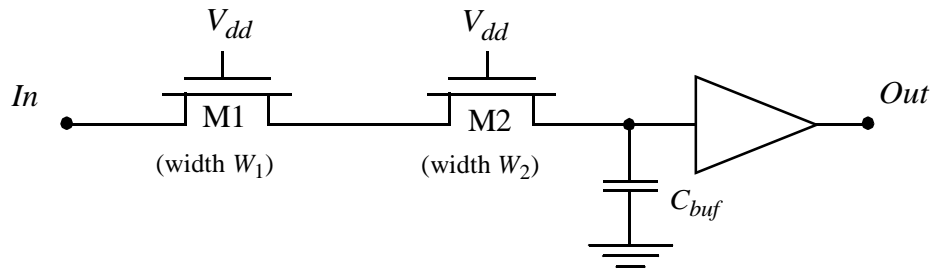 V_dd V_dd
In M1 M2 Out
(width W_1) (width W_2)
C_buf